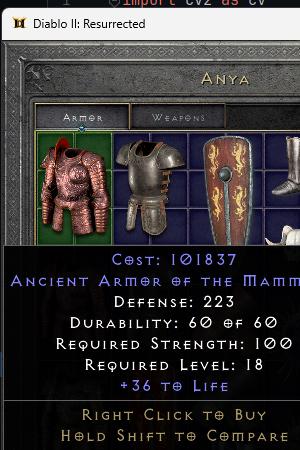 import cv2 as cv
Diablo II: Resurrected
Anya
Armor
Weapons
Cost: 101837
Ancient Armor of the Mamm
Defense: 223
Durability: 60 of 60
Required Strength: 100
Required Level: 18
+36 to Life
Right Click to Buy
Hold Shift to Compare